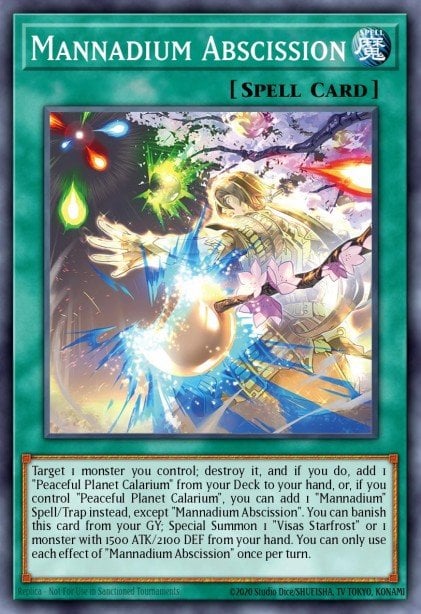 Mannadium Abscission
SPELL
魔
[ Spell Card ]
Target 1 monster you control; destroy it, and if you do, add 1
"Peaceful Planet Calarium" from your Deck to your hand, or, if you
control "Peaceful Planet Calarium", you can add 1 "Mannadium"
Spell/Trap instead, except "Mannadium Abscission". You can banish
this card from your GY; Special Summon 1 "Visas Starfrost" or 1
monster with 1500 ATK/2100 DEF from your hand. You can only use
each effect of "Mannadium Abscission" once per turn.
Replica - Not For Use in Sanctioned Tournaments
©2020 Studio Dice/SHUEISHA, TV TOKYO, KONAMI